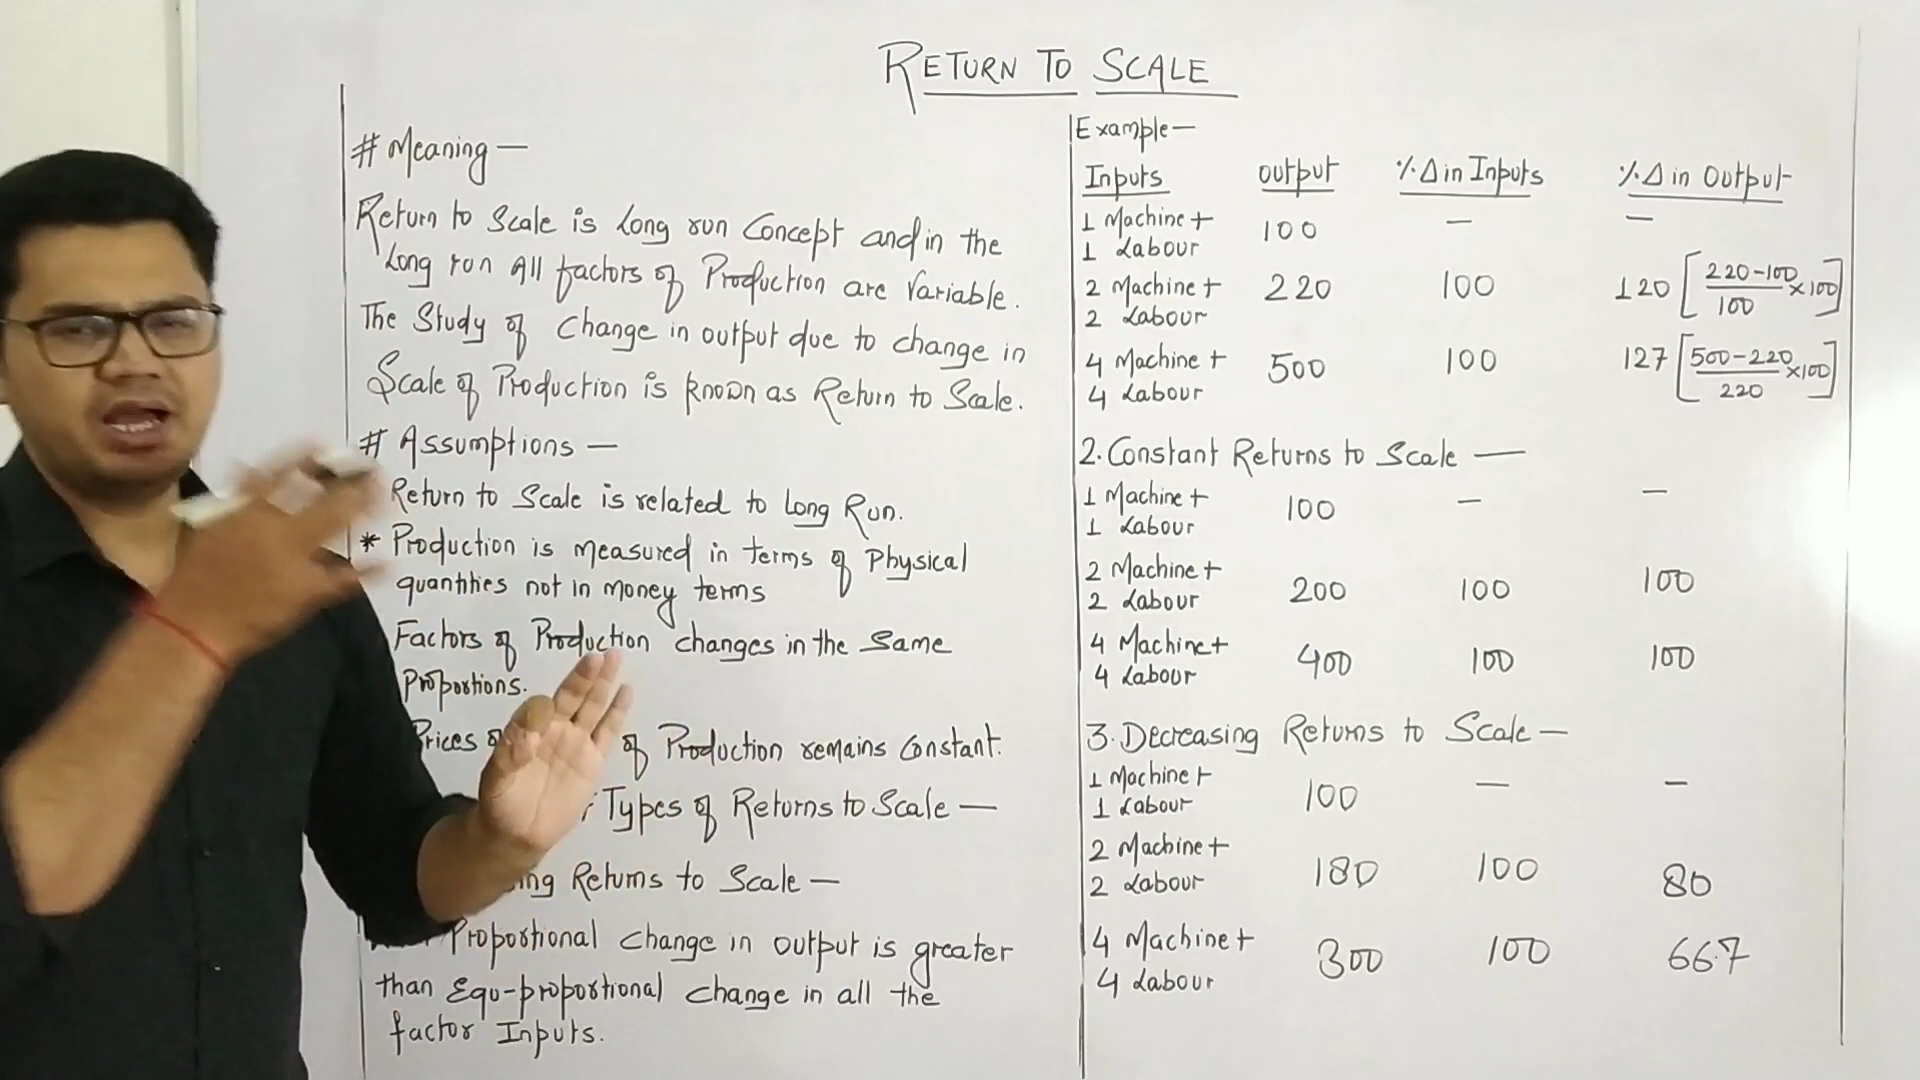 RETURN TO SCALE
# Meaning —
Return to Scale is Long run Concept and in the
Long run All factors of Production are Variable.
The Study of Change in output due to change in
Scale of Production is known as Return to Scale.
# Assumptions —
Return to Scale is related to Long Run.
* Production is measured in terms of Physical
quantities not in money terms
Factors of Production changes in the Same
Proportions.
Prices of Production remains Constant.
Types of Returns to Scale —
Returns to Scale —
Proportional change in output is greater
than Equ-proportional change in all the
factor Inputs.
Example —
Inputs output %Δ in Inputs %Δ in Output
1 Machine + 100 — —
1 Labour
2 Machine + 220 100 120 [220-100/100 ×100]
2 Labour
4 Machine + 500 100 127 [500-220/220 ×100]
4 Labour
2. Constant Returns to Scale —
1 Machine + 100 — —
1 Labour
2 Machine + 200 100 100
2 Labour
4 Machine + 400 100 100
4 Labour
3. Decreasing Returns to Scale —
1 Machine + 100 — —
1 Labour
2 Machine + 180 100 80
2 Labour
4 Machine + 300 100 66.7
4 Labour